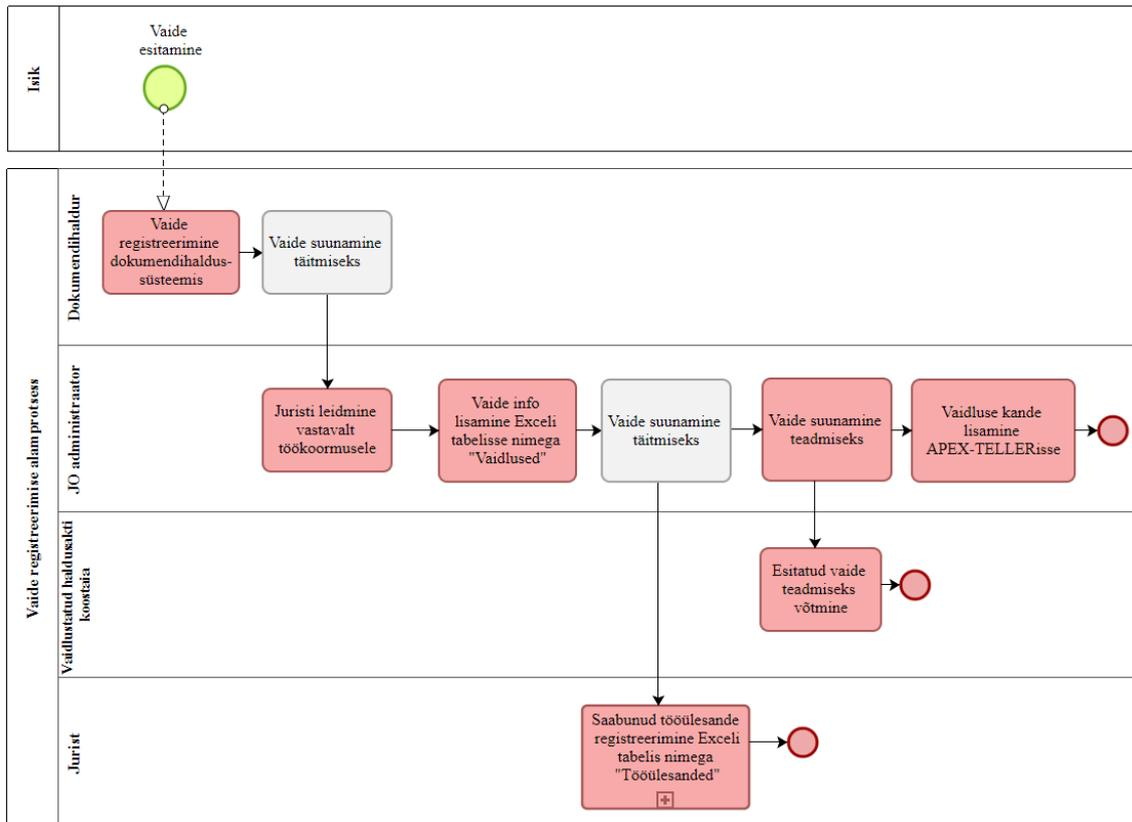 Vaide
esitamine
Isik
Vaide registreerimise alamprotsess
Dokumendihaldur
Vaide
registreerimine
dokumendihaldus-
süsteemis
Vaide suunamine
täitmiseks
JO administraator
Juristi leidmine
vastavalt
töökoormusele
Vaide info
lisamine Exceli
tabelisse nimega
"Vaidlused"
Vaide suunamine
täitmiseks
Vaide suunamine
teadmiseks
Vaidluse kande
lisamine
APEX-TELLERisse
Vaidlustatud haldusakti
koostaja
Esitatud vaide
teadmiseks
võtmine
Jurist
Saabunud tööülesande
registreerimine Exceli
tabelis nimega
"Tööülesanded"